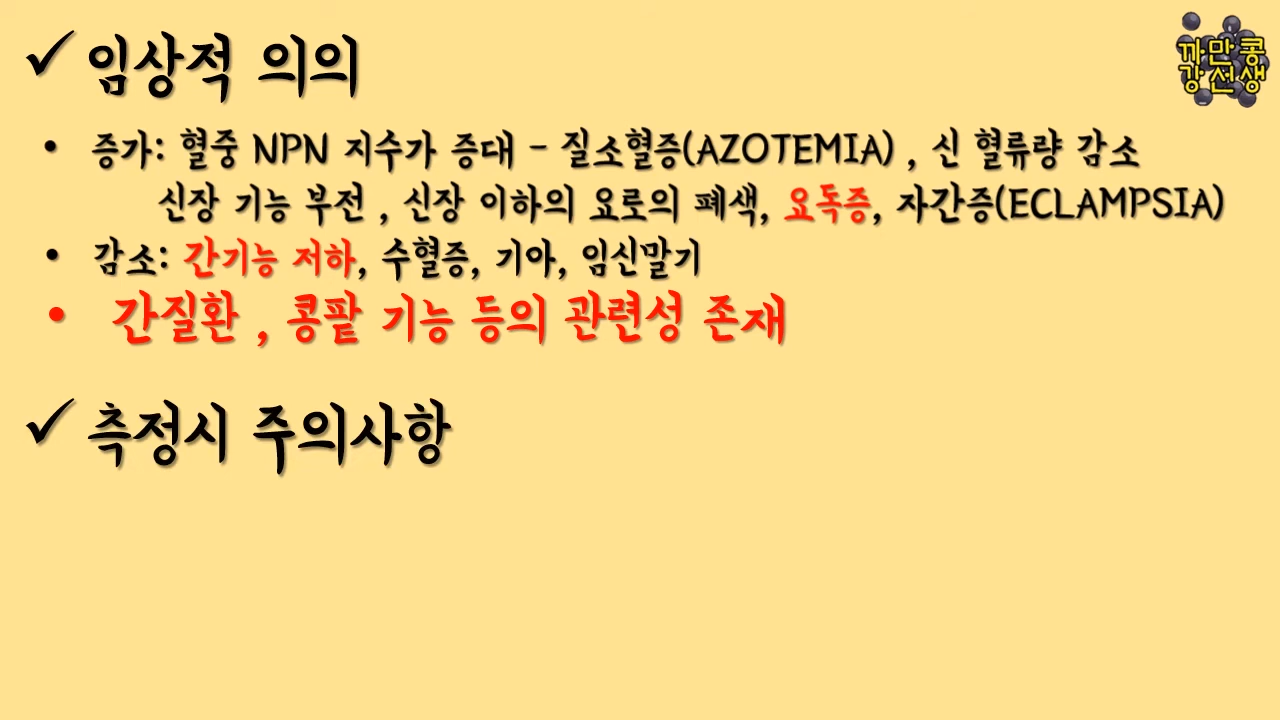 ✓ 임상적 의의
까만콩
강선생
• 증가: 혈중 NPN 지수가 증대 - 질소혈증(AZOTEMIA) , 신 혈류량 감소
신장 기능 부전 , 신장 이하의 요로의 폐색, 요독증, 자간증(ECLAMPSIA)
• 감소: 간기능 저하, 수혈증, 기아, 임신말기
• 간질환 , 콩팥 기능 등의 관련성 존재
✓ 측정시 주의사항